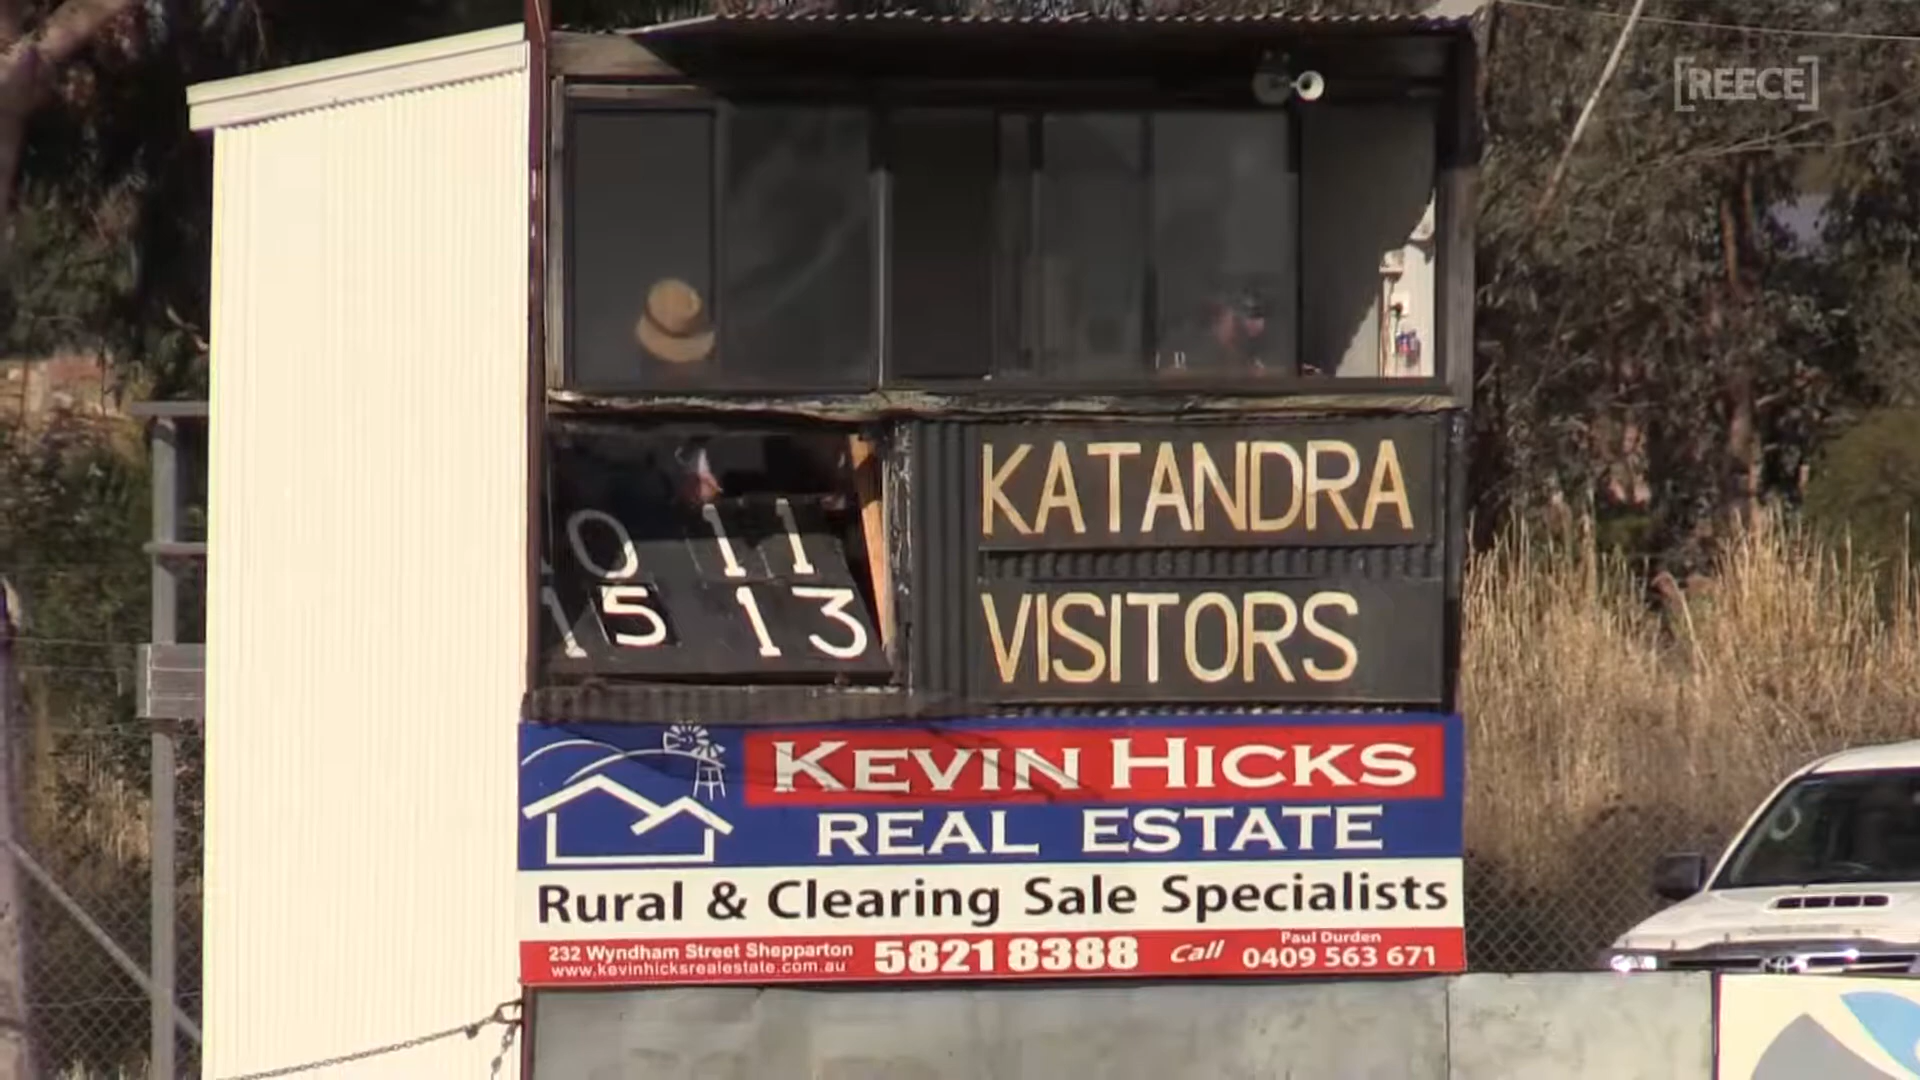 [REECE]
KATANDRA
0 11
VISITORS
15 13
KEVIN HICKS
REAL ESTATE
Rural & Clearing Sale Specialists
232 Wyndham Street Shepparton
www.kevinhicksrealestate.com.au
5821 8388
Call
Paul Durden
0409 563 671